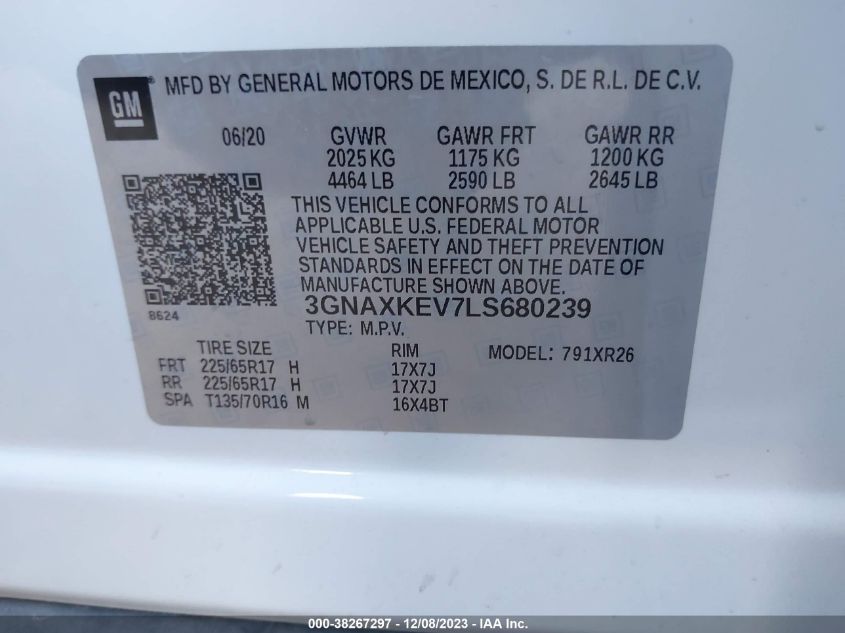 GM ® MFD BY GENERAL MOTORS DE MEXICO, S. DE R.L. DE C.V.
06/20 GVWR GAWR FRT GAWR RR
2025 KG 1175 KG 1200 KG
4464 LB 2590 LB 2645 LB
THIS VEHICLE CONFORMS TO ALL
APPLICABLE U.S. FEDERAL MOTOR
VEHICLE SAFETY AND THEFT PREVENTION
STANDARDS IN EFFECT ON THE DATE OF
MANUFACTURE SHOWN ABOVE.
8624 3GNAXKEV7LS680239
TYPE: M.P.V.
TIRE SIZE RIM MODEL: 791XR26
FRT 225/65R17 H 17X7J
RR 225/65R17 H 17X7J
SPA T135/70R16 M 16X4BT
000-38267297 - 12/08/2023 - IAA Inc.